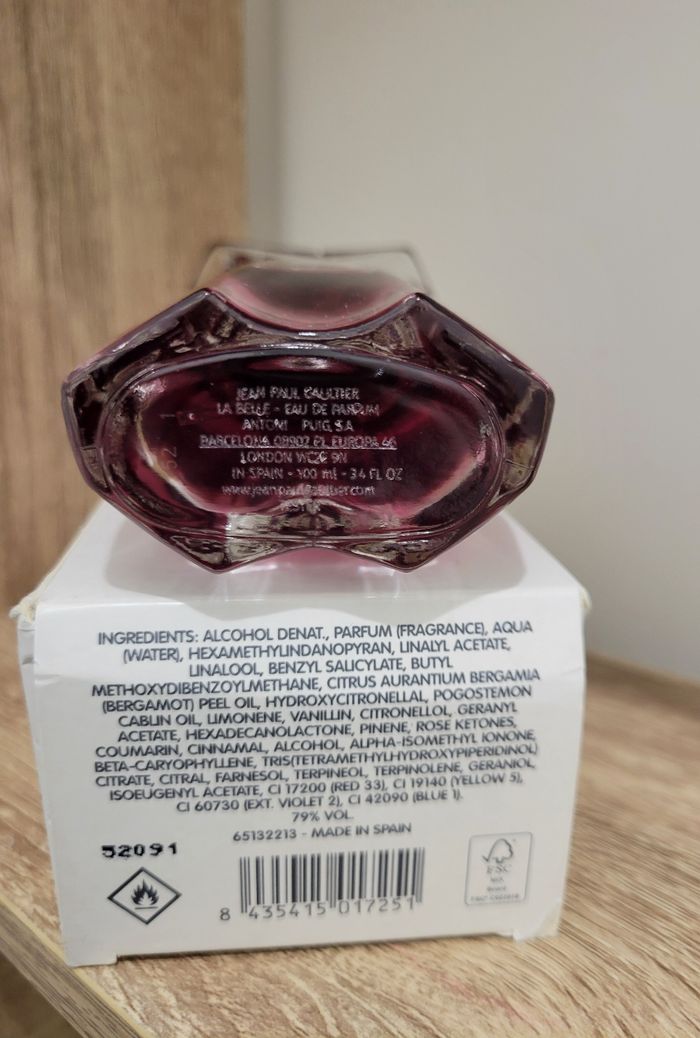 JEAN PAUL GAULTIER
LA BELLE - EAU DE PARFUM
ANTONI PUIG, S.A
BARCELONA 08902 PL. EUROPA 46
LONDON WC2E 9N
IN SPAIN - 100 ml - 3.4 FL OZ
www.jeanpaulgaultier.com
INGREDIENTS: ALCOHOL DENAT., PARFUM (FRAGRANCE), AQUA
(WATER), HEXAMETHYLINDANOPYRAN, LINALYL ACETATE,
LINALOOL, BENZYL SALICYLATE, BUTYL
METHOXYDIBENZOYLMETHANE, CITRUS AURANTIUM BERGAMIA
(BERGAMOT) PEEL OIL, HYDROXYCITRONELLAL, POGOSTEMON
CABLIN OIL, LIMONENE, VANILLIN, CITRONELLOL, GERANYL
ACETATE, HEXADECANOLACTONE, PINENE, ROSE KETONES,
COUMARIN, CINNAMAL, ALCOHOL, ALPHA-ISOMETHYL IONONE,
BETA-CARYOPHYLLENE, TRIS(TETRAMETHYLHYDROXYPIPERIDINOL)
CITRATE, CITRAL, FARNESOL, TERPINEOL, TERPINOLENE, GERANIOL,
ISOEUGENYL ACETATE, CI 17200 (RED 33), CI 19140 (YELLOW 5),
CI 60730 (EXT. VIOLET 2), CI 42090 (BLUE 1).
79% VOL.
65132213 - MADE IN SPAIN
52091
8 435415 017251
FSC